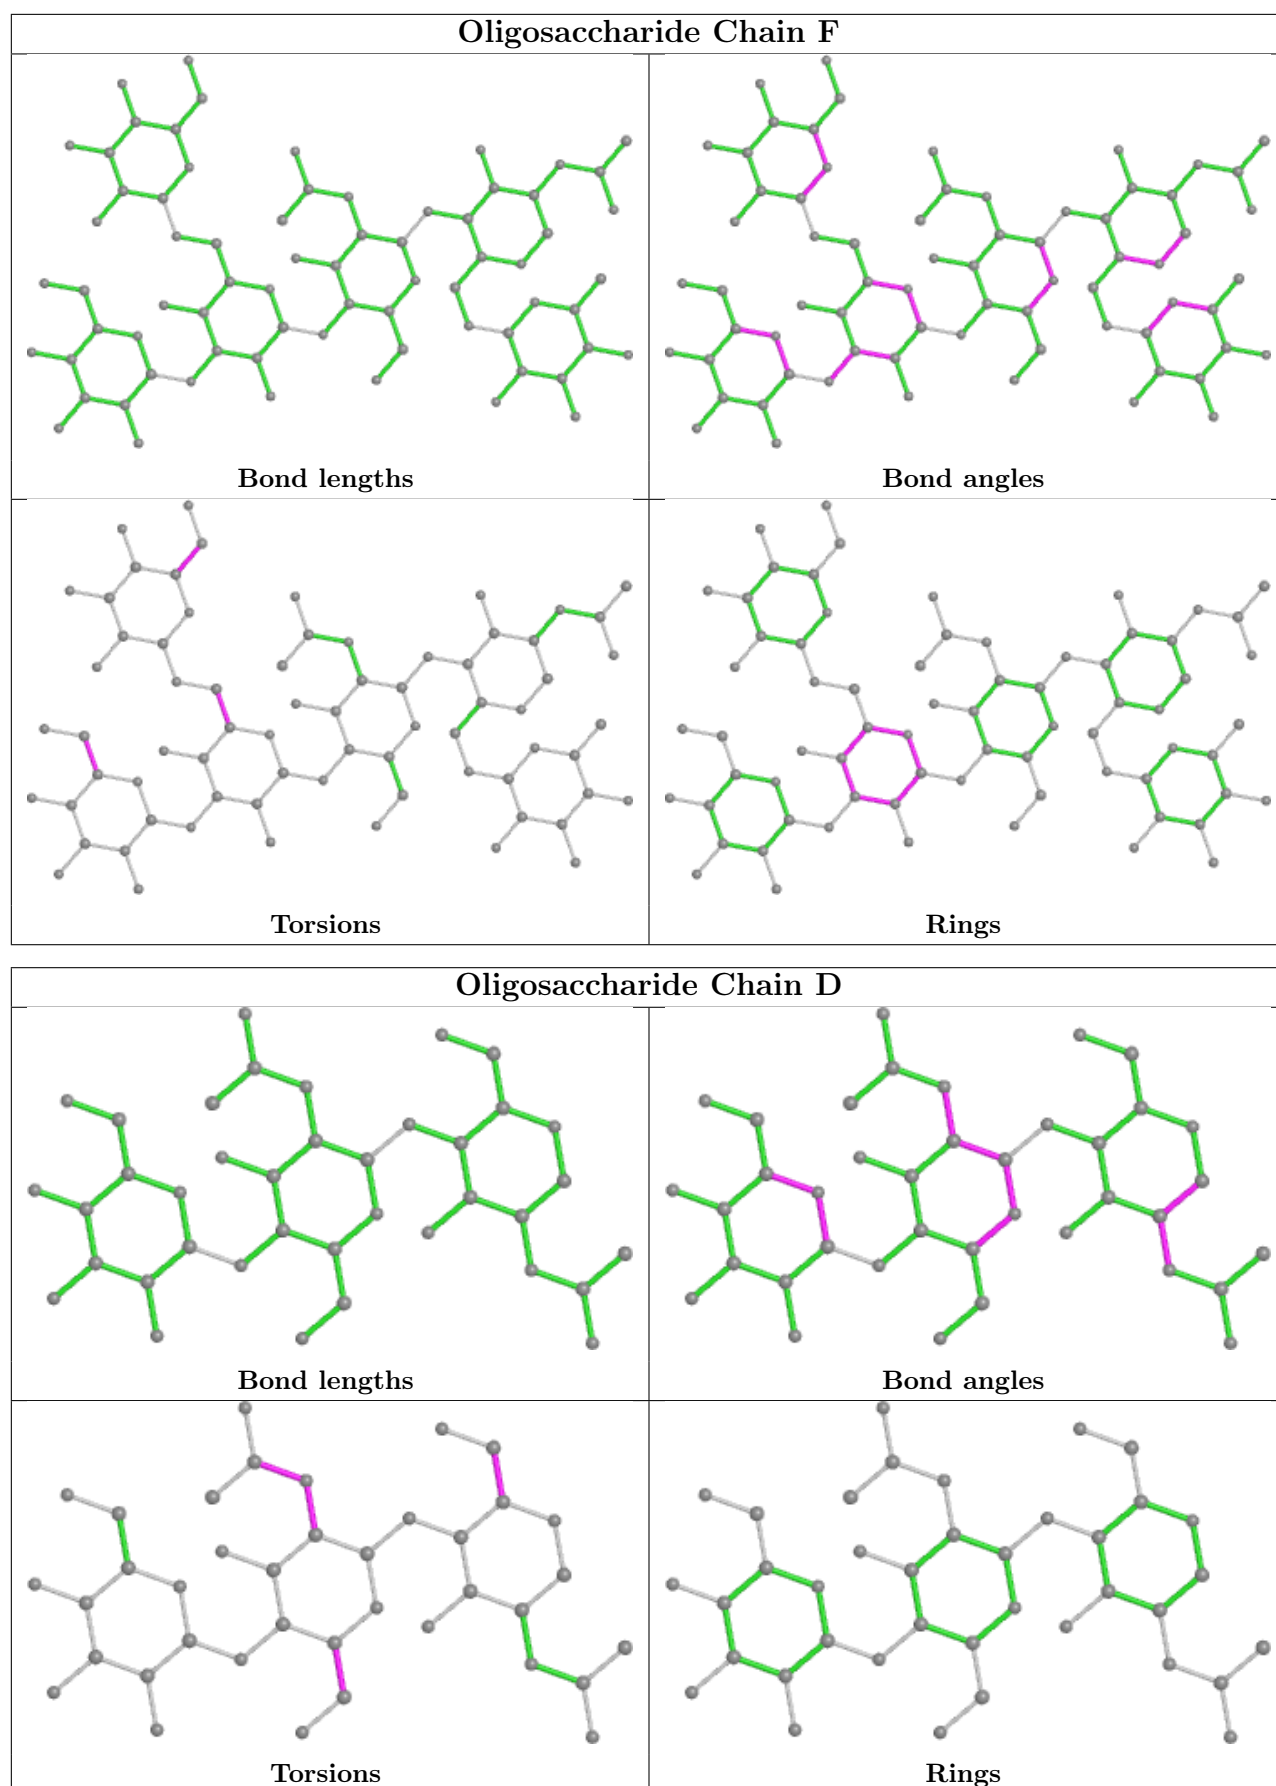 Oligosaccharide Chain F
Bond lengths
Bond angles
Torsions
Rings
Oligosaccharide Chain D
Bond lengths
Bond angles
Torsions
Rings